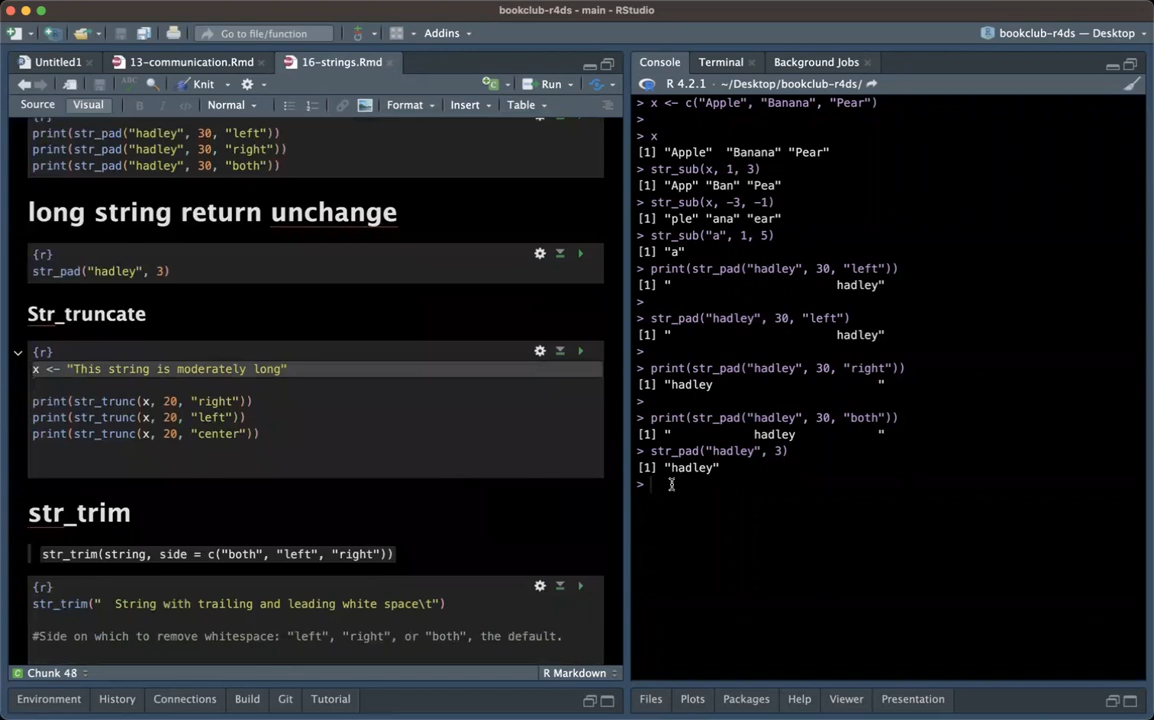 bookclub-r4ds - main - RStudio
Go to file/function
Addins
bookclub-r4ds — Desktop
Untitled1
13-communication.Rmd
16-strings.Rmd
Knit
Run
Source
Visual
B
I
Normal
Format
Insert
Table
{r}
print(str_pad("hadley", 30, "left"))
print(str_pad("hadley", 30, "right"))
print(str_pad("hadley", 30, "both"))
long string return unchange
{r}
str_pad("hadley", 3)
Str_truncate
{r}
x <- "This string is moderately long"
print(str_trunc(x, 20, "right"))
print(str_trunc(x, 20, "left"))
print(str_trunc(x, 20, "center"))
str_trim
str_trim(string, side = c("both", "left", "right"))
{r}
str_trim("  String with trailing and leading white space\t")
#Side on which to remove whitespace: "left", "right", or "both", the default.
Chunk 48
R Markdown
Environment
History
Connections
Build
Git
Tutorial
Console
Terminal
Background Jobs
R 4.2.1 · ~/Desktop/bookclub-r4ds/
> x <- c("Apple", "Banana", "Pear")
>
> x
[1] "Apple"  "Banana" "Pear"
> str_sub(x, 1, 3)
[1] "App" "Ban" "Pea"
> str_sub(x, -3, -1)
[1] "ple" "ana" "ear"
> str_sub("a", 1, 5)
[1] "a"
> print(str_pad("hadley", 30, "left"))
[1] "                        hadley"
>
> str_pad("hadley", 30, "left")
[1] "                        hadley"
>
> print(str_pad("hadley", 30, "right"))
[1] "hadley                        "
>
> print(str_pad("hadley", 30, "both"))
[1] "            hadley            "
> str_pad("hadley", 3)
[1] "hadley"
>
Files
Plots
Packages
Help
Viewer
Presentation